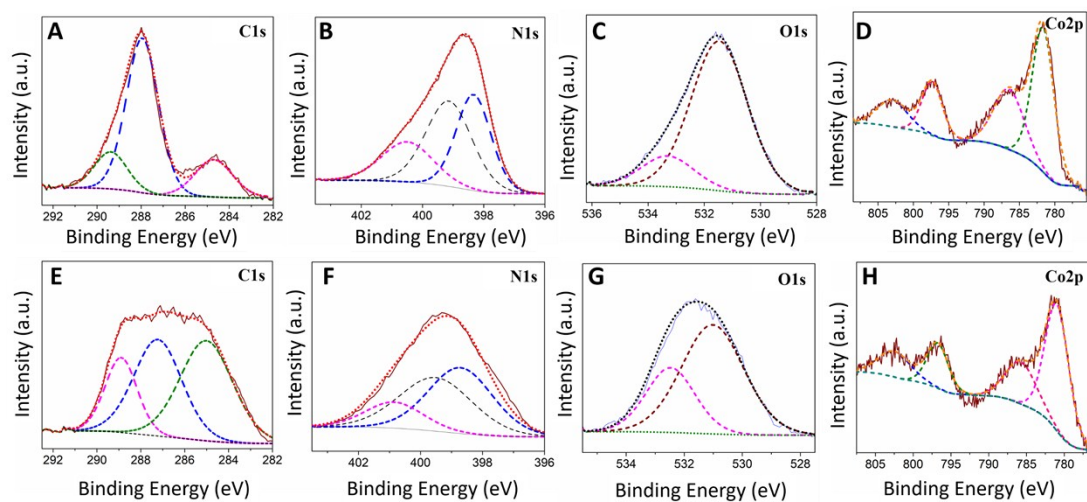 A C1s
Intensity (a.u.)
292 290 288 286 284 282
Binding Energy (eV)
B N1s
Intensity (a.u.)
402 400 398 396
Binding Energy (eV)
C O1s
Intensity (a.u.)
536 534 532 530 528
Binding Energy (eV)
D Co2p
Intensity (a.u.)
805 800 795 790 785 780
Binding Energy (eV)
E C1s
Intensity (a.u.)
292 290 288 286 284 282
Binding Energy (eV)
F N1s
Intensity (a.u.)
402 400 398 396
Binding Energy (eV)
G O1s
Intensity (a.u.)
534 532 530 528
Binding Energy (eV)
H Co2p
Intensity (a.u.)
805 800 795 790 785 780
Binding Energy (eV)